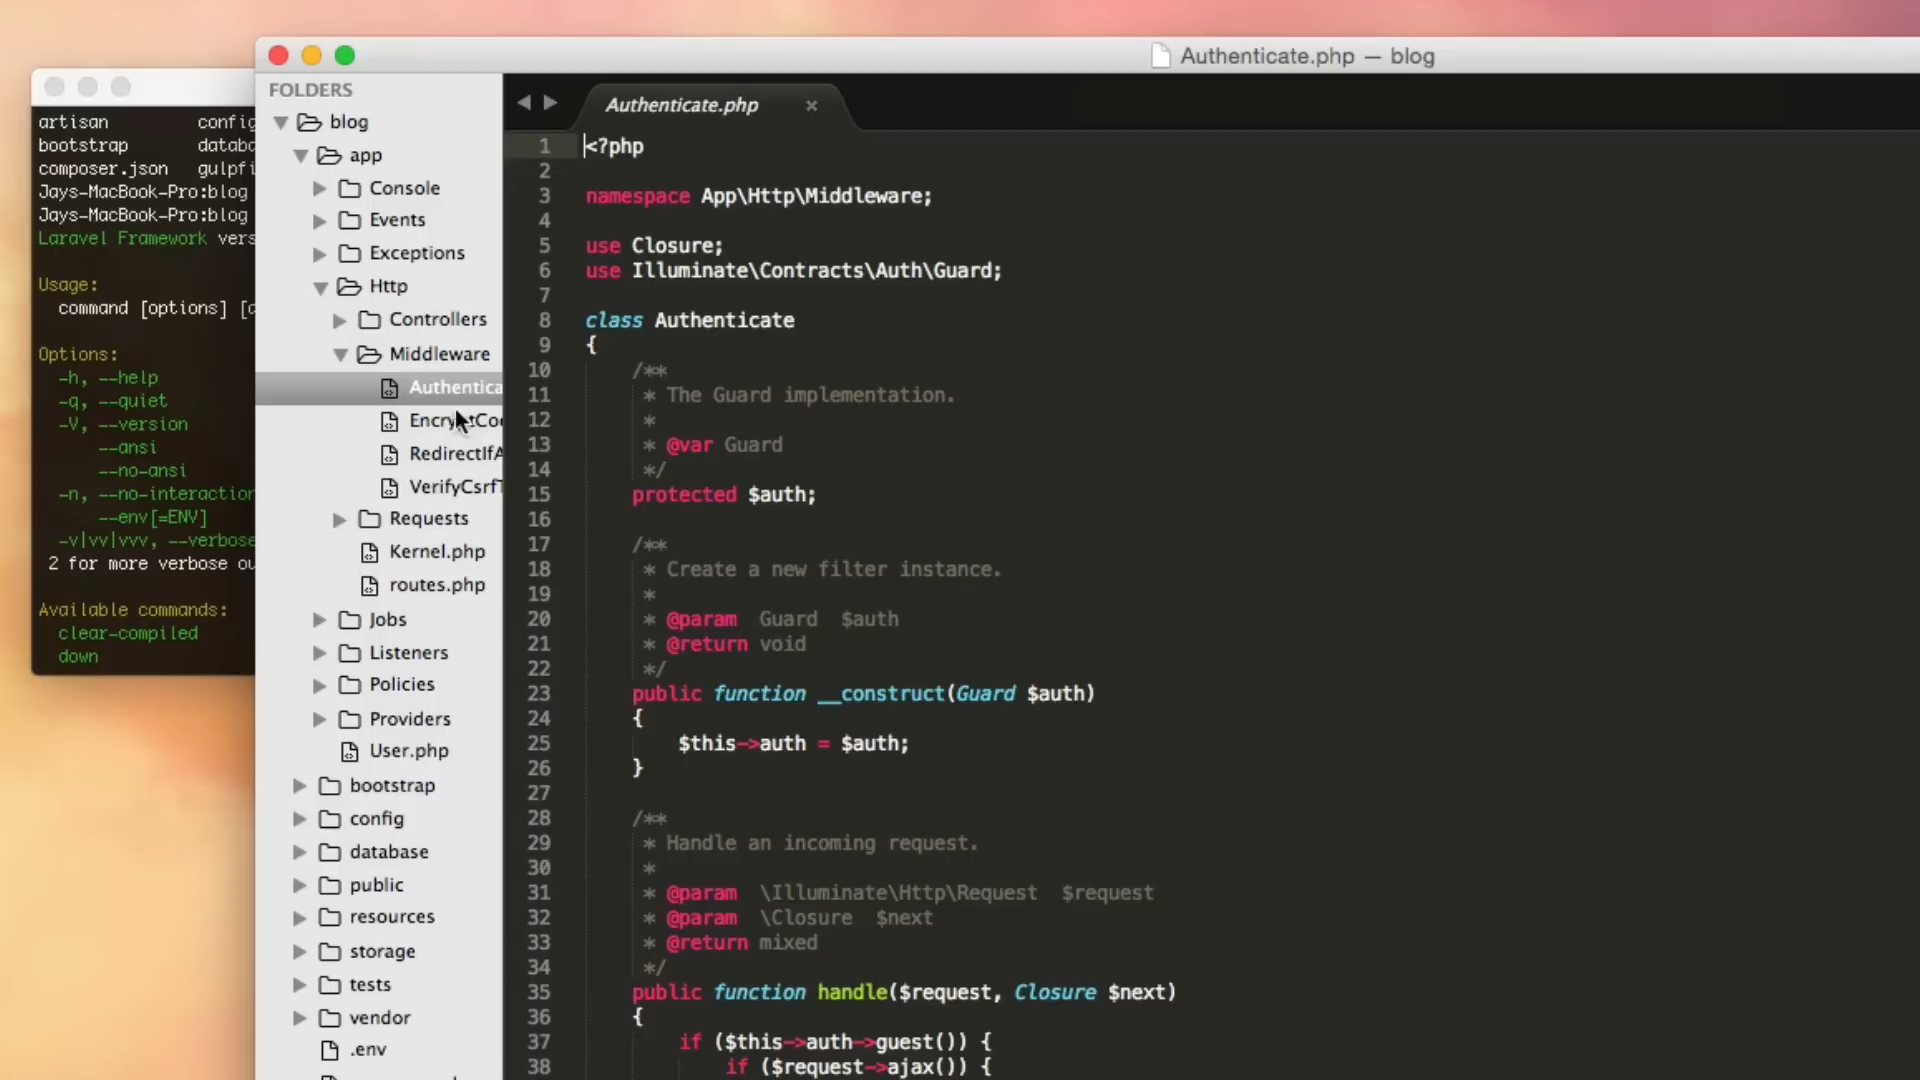 Authenticate.php — blog
artisan config
bootstrap
composer.json
Jays-MacBook-Pro:blog
Jays-MacBook-Pro:blog
Laravel Framework
Usage:
command [options]
Options:
-h, --help
-q, --quiet
-V, --version
--ansi
--no-ansi
-n, --no-interaction
--env[=ENV]
-v|vv|vvv, --verbose
2 for more verbose
Available commands:
clear-compiled
down
FOLDERS
blog
app
Console
Events
Exceptions
Http
Controllers
Middleware
Authentica
RedirectIfA
VerifyCsrf
Requests
Kernel.php
routes.php
Jobs
Listeners
Policies
Providers
User.php
bootstrap
config
database
public
resources
storage
tests
vendor
.env
Authenticate.php
1 <?php
2
3 namespace App\Http\Middleware;
4
5 use Closure;
6 use Illuminate\Contracts\Auth\Guard;
7
8 class Authenticate
9 {
10 /**
11 * The Guard implementation.
12 *
13 * @var Guard
14 */
15 protected $auth;
16
17 /**
18 * Create a new filter instance.
19 *
20 * @param Guard $auth
21 * @return void
22 */
23 public function __construct(Guard $auth)
24 {
25 $this->auth = $auth;
26 }
27
28 /**
29 * Handle an incoming request.
30 *
31 * @param \Illuminate\Http\Request $request
32 * @param \Closure $next
33 * @return mixed
34 */
35 public function handle($request, Closure $next)
36 {
37 if ($this->auth->guest()) {
38 if ($request->ajax()) {